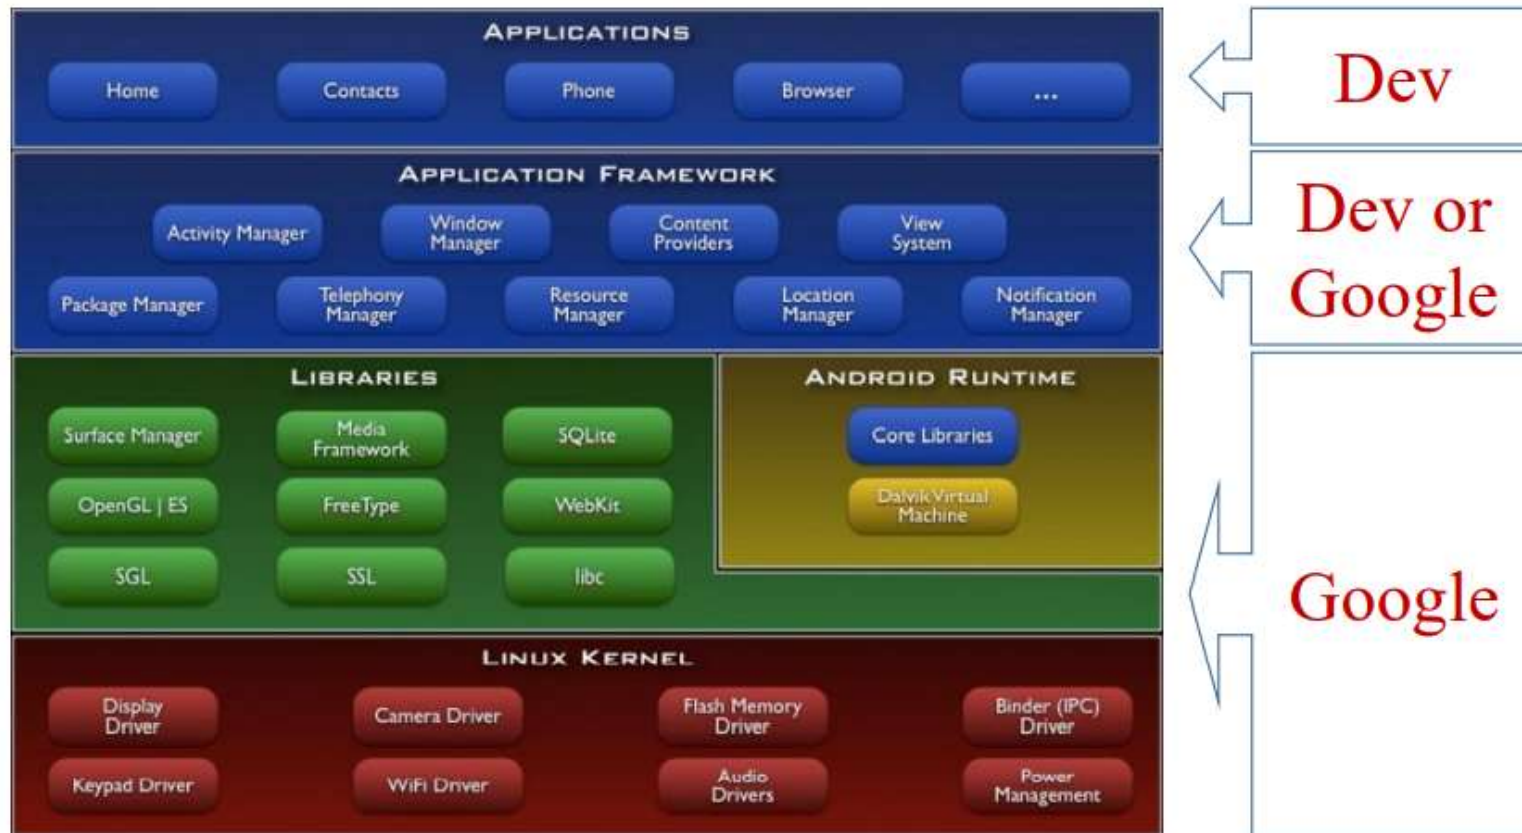 APPLICATIONS
Home
Contacts
Phone
Browser
...
Dev
APPLICATION FRAMEWORK
Activity Manager
Window
Manager
Content
Providers
View
System
Package Manager
Telephony
Manager
Resource
Manager
Location
Manager
Notification
Manager
Dev or
Google
LIBRARIES
Surface Manager
Media
Framework
SQLite
OpenGL | ES
FreeType
WebKit
SGL
SSL
libc
ANDROID RUNTIME
Core Libraries
Dalvik Virtual
Machine
Google
LINUX KERNEL
Display
Driver
Camera Driver
Flash Memory
Driver
Binder (IPC)
Driver
Keypad Driver
WiFi Driver
Audio
Drivers
Power
Management